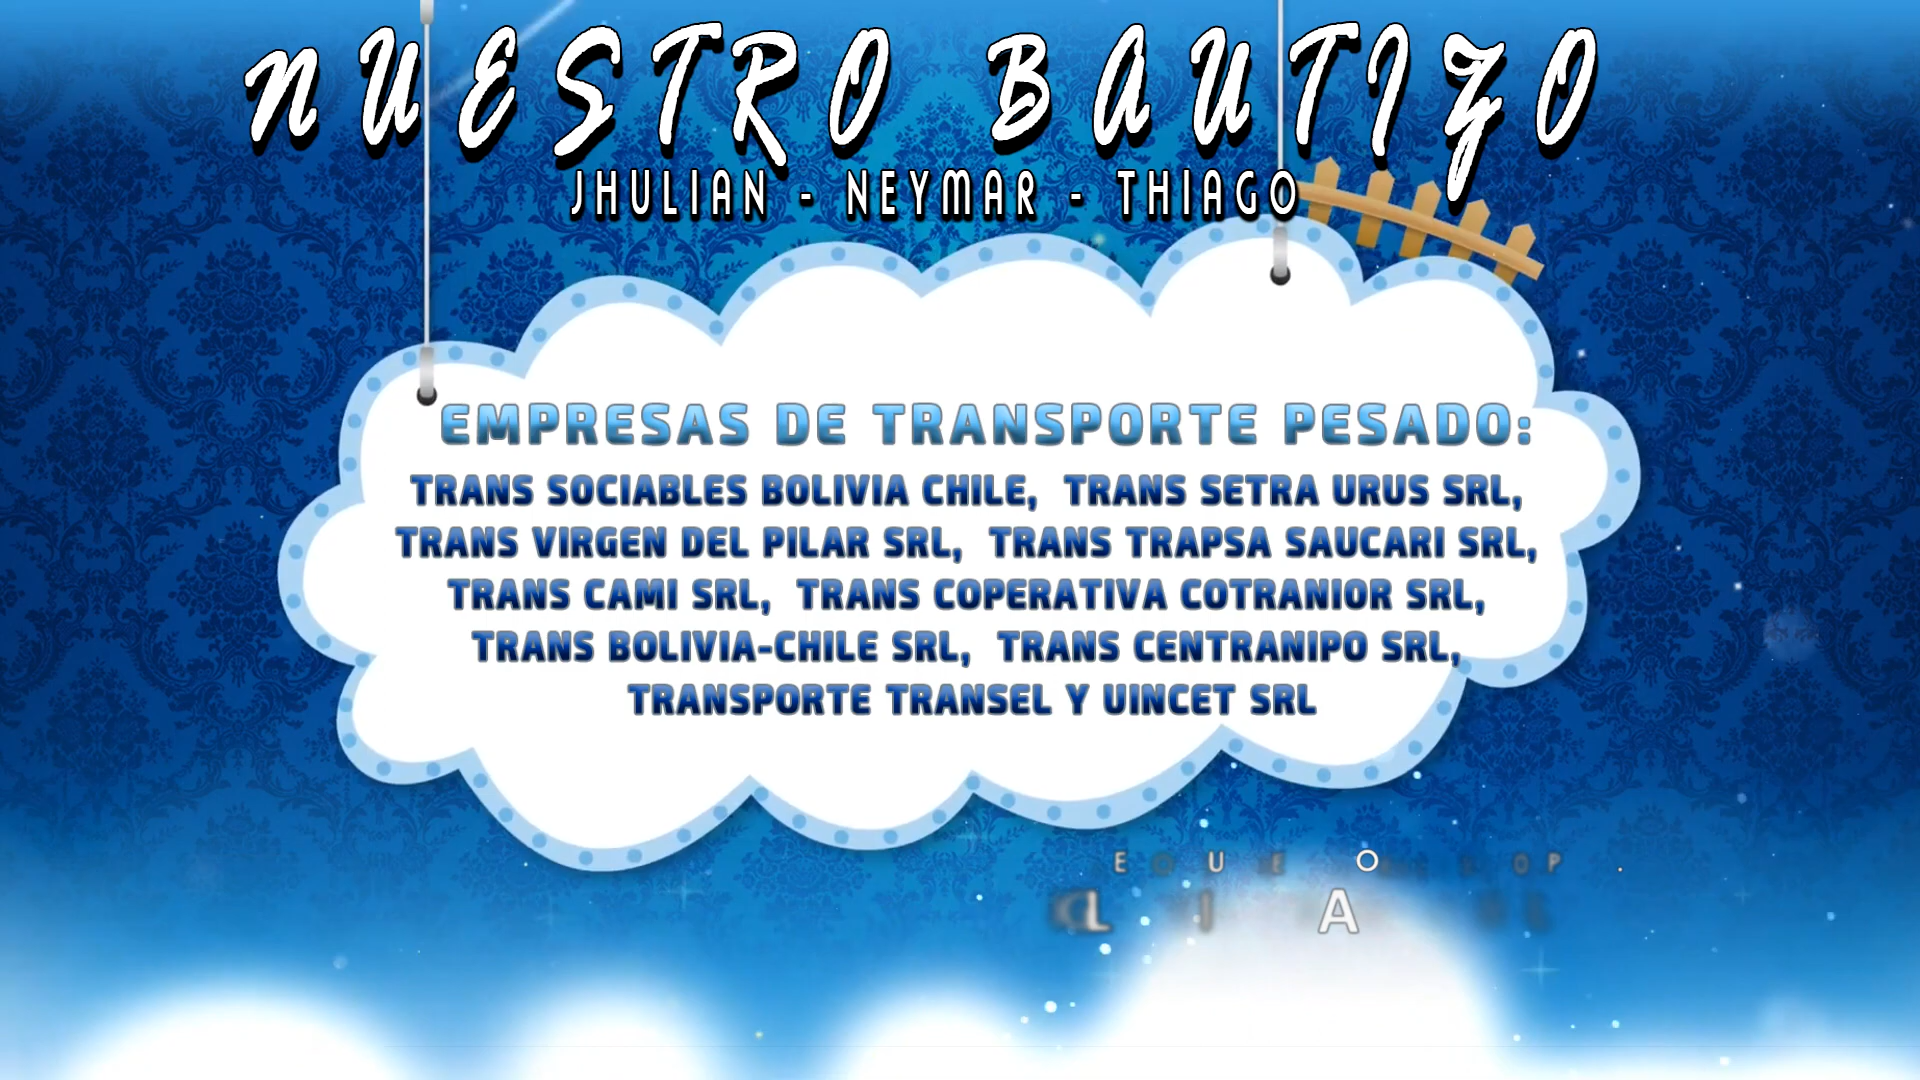 NUESTRO BAUTIZO
JHULIAN - NEYMAR - THIAGO
EMPRESAS DE TRANSPORTE PESADO:
TRANS SOCIABLES BOLIVIA CHILE, TRANS SETRA URUS SRL,
TRANS VIRGEN DEL PILAR SRL, TRANS TRAPSA SAUCARI SRL,
TRANS CAMI SRL, TRANS COPERATIVA COTRANIOR SRL,
TRANS BOLIVIA-CHILE SRL, TRANS CENTRANIPO SRL,
TRANSPORTE TRANSEL Y UINCET SRL